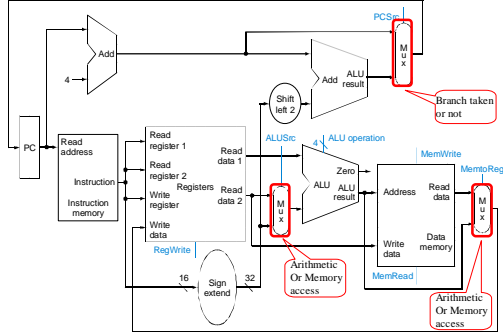 PCSrc
Add
4
Mux
Shift
left 2
Add
ALU
result
Branch taken
or not
PC
Read
address
Instruction
Instruction
memory
Read
register 1
Read
register 2
Write
register
Write
data
Registers
Read
data 1
Read
data 2
RegWrite
ALUSrc
Mux
4
ALU operation
Zero
ALU
ALU
result
MemWrite
Address
Read
data
Write
data
Data
memory
MemRead
MemtoReg
Mux
16
Sign
extend
32
Arithmetic
Or Memory
access
Arithmetic
Or Memory
access